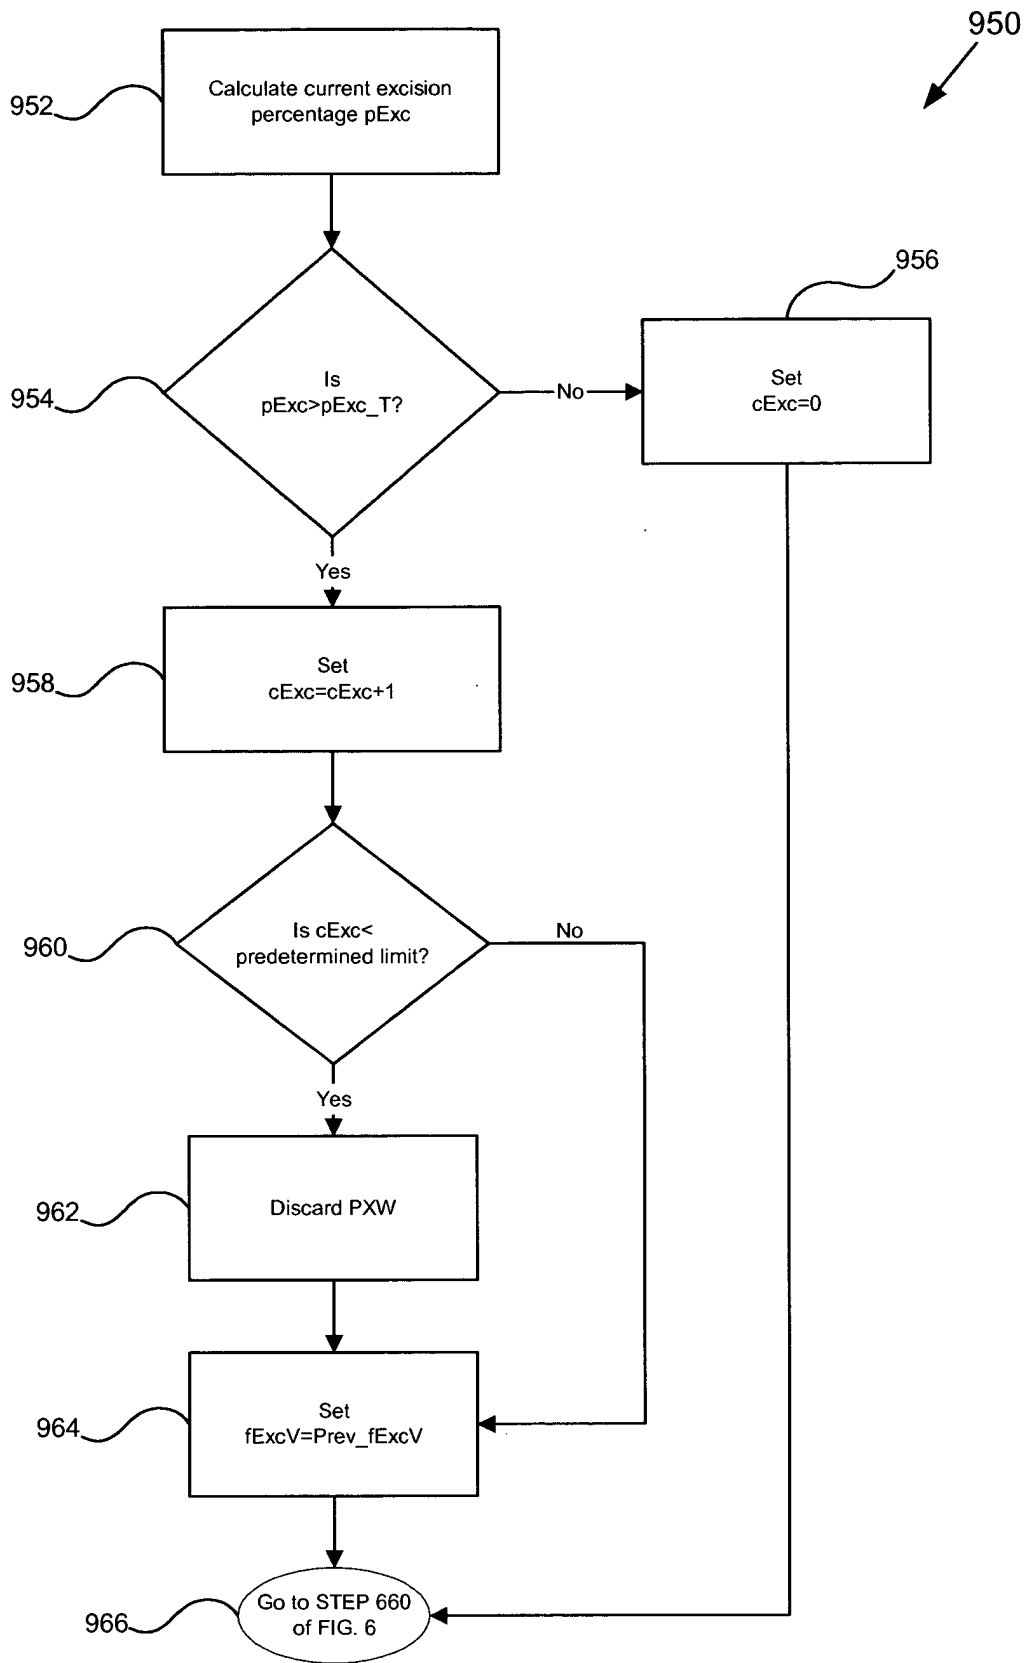 950
952
Calculate current excision
percentage pExc
956
954
Is
pExc>pExc_T?
No
Set
cExc=0
Yes
958
Set
cExc=cExc+1
960
Is cExc<
predetermined limit?
No
Yes
962
Discard PXW
964
Set
fExcV=Prev_fExcV
966
Go to STEP 660
of FIG. 6